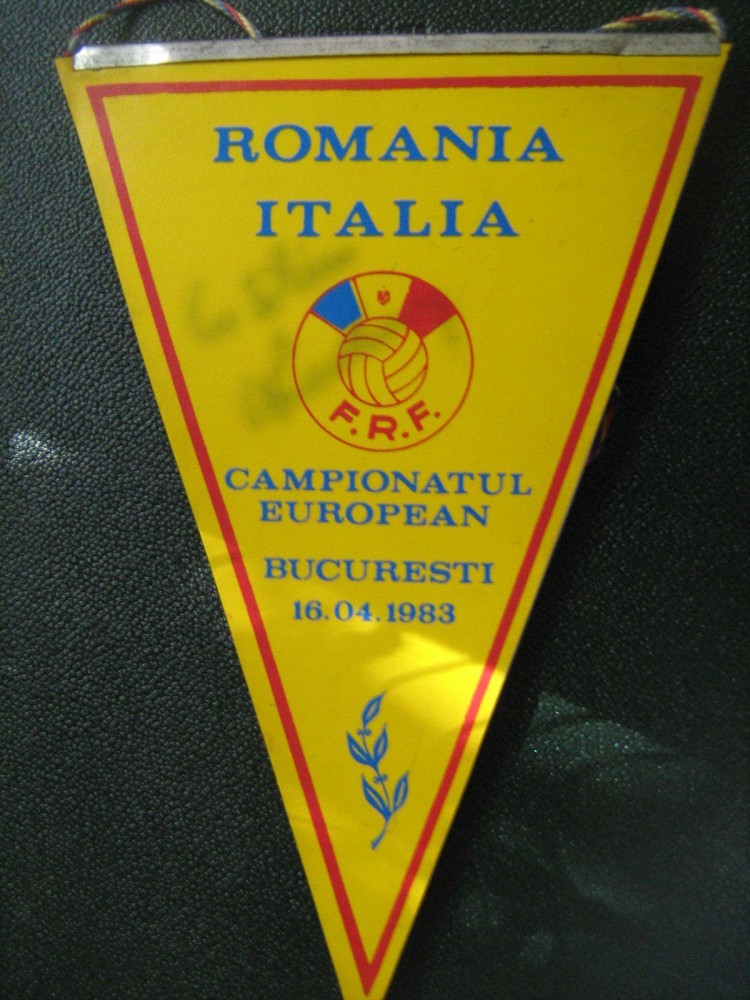 ROMANIA
ITALIA
F.R.F.
CAMPIONATUL
EUROPEAN
BUCURESTI
16.04.1983